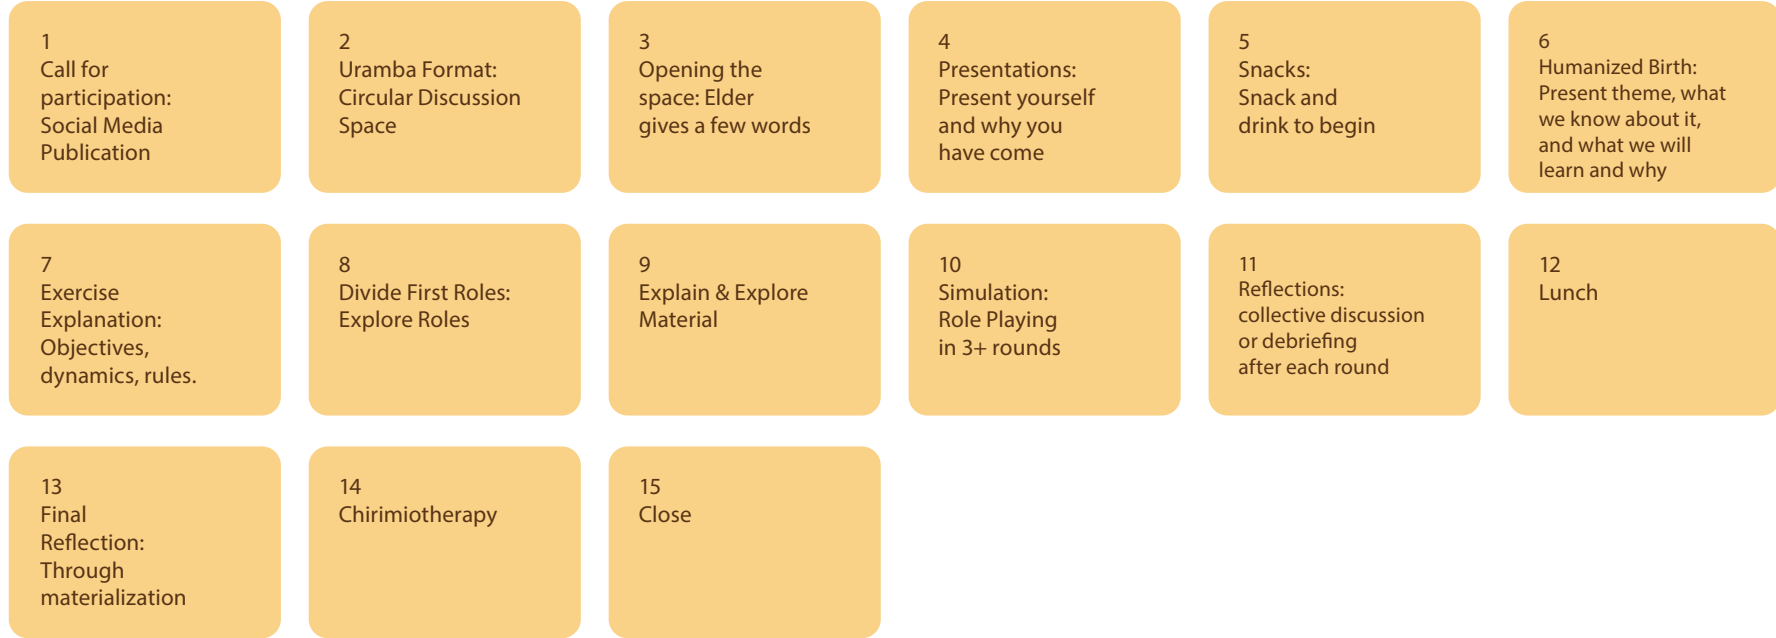 1
Call for
participation:
Social Media
Publication
2
Uramba Format:
Circular Discussion
Space
3
Opening the
space: Elder
gives a few words
4
Presentations:
Present yourself
and why you
have come
5
Snacks:
Snack and
drink to begin
6
Humanized Birth:
Present theme, what
we know about it,
and what we will
learn and why
7
Exercise
Explanation:
Objectives,
dynamics, rules.
8
Divide First Roles:
Explore Roles
9
Explain & Explore
Material
10
Simulation:
Role Playing
in 3+ rounds
11
Reflections:
collective discussion
or debriefing
after each round
12
Lunch
13
Final
Reflection:
Through
materialization
14
Chirimiotherapy
15
Close